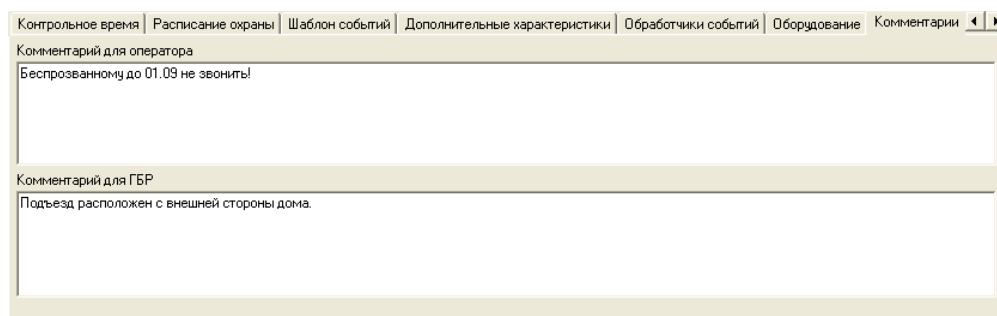 Контрольное время Расписание охраны Шаблон событий Дополнительные характеристики Обработчики событий Оборудование Комментарии
Комментарий для оператора
Беспрозванному до 01.09 не звонить!
Комментарий для ГБР
Подъезд расположен с внешней стороны дома.